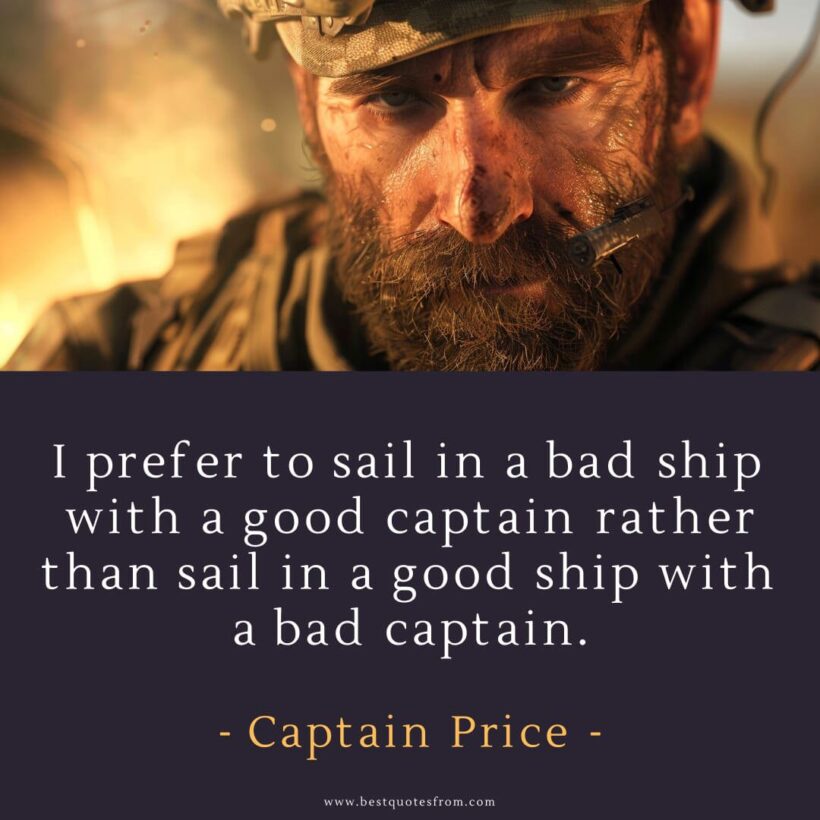 I prefer to sail in a bad ship
with a good captain rather
than sail in a good ship with
a bad captain.
- Captain Price -
www.bestquotesfrom.com